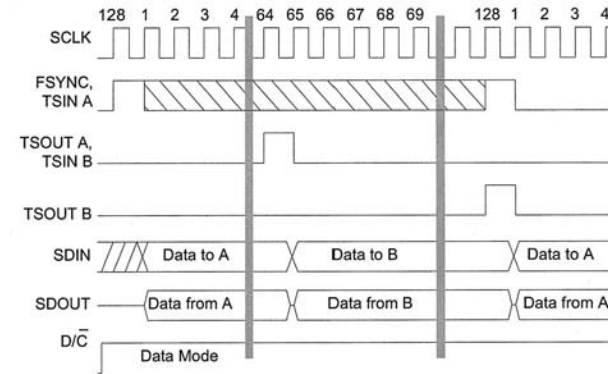 128 1 2 3 4 64 65 66 67 68 69 128 1 2 3 4
SCLK
FSYNC,
TSIN A
TSOUT A,
TSIN B
TSOUT B
SDIN Data to A Data to B Data to A
SDOUT Data from A Data from B Data from A
D/C̅ Data Mode